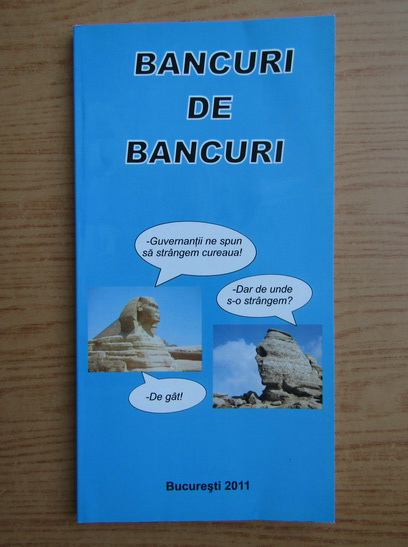 BANCURI
DE
BANCURI
-Guvernanții ne spun
să strângem cureaua!
-Dar de unde
s-o strângem?
-De gât!
București 2011